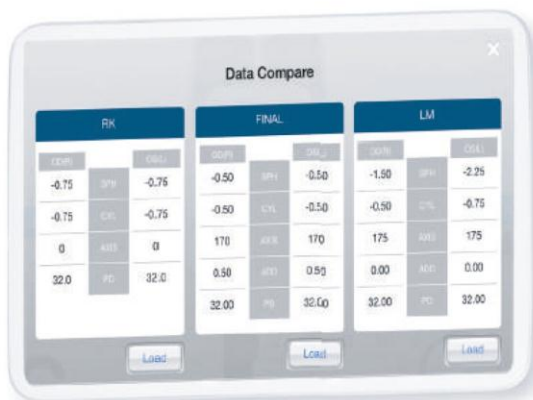 Data Compare
RK
OD(R) OS(L)
-0.75 SPH -0.75
-0.75 CYL -0.75
0 AXIS 0
32.0 PD 32.0
Load
FINAL
OD(R) OS(L)
-0.50 SPH -0.50
-0.50 CYL -0.50
170 AXIS 170
0.50 ADD 0.50
32.00 PD 32.00
Load
LM
OD(R) OS(L)
-1.50 SPH -2.25
-0.50 CYL -0.75
175 AXIS 175
0.00 ADD 0.00
32.00 PD 32.00
Load